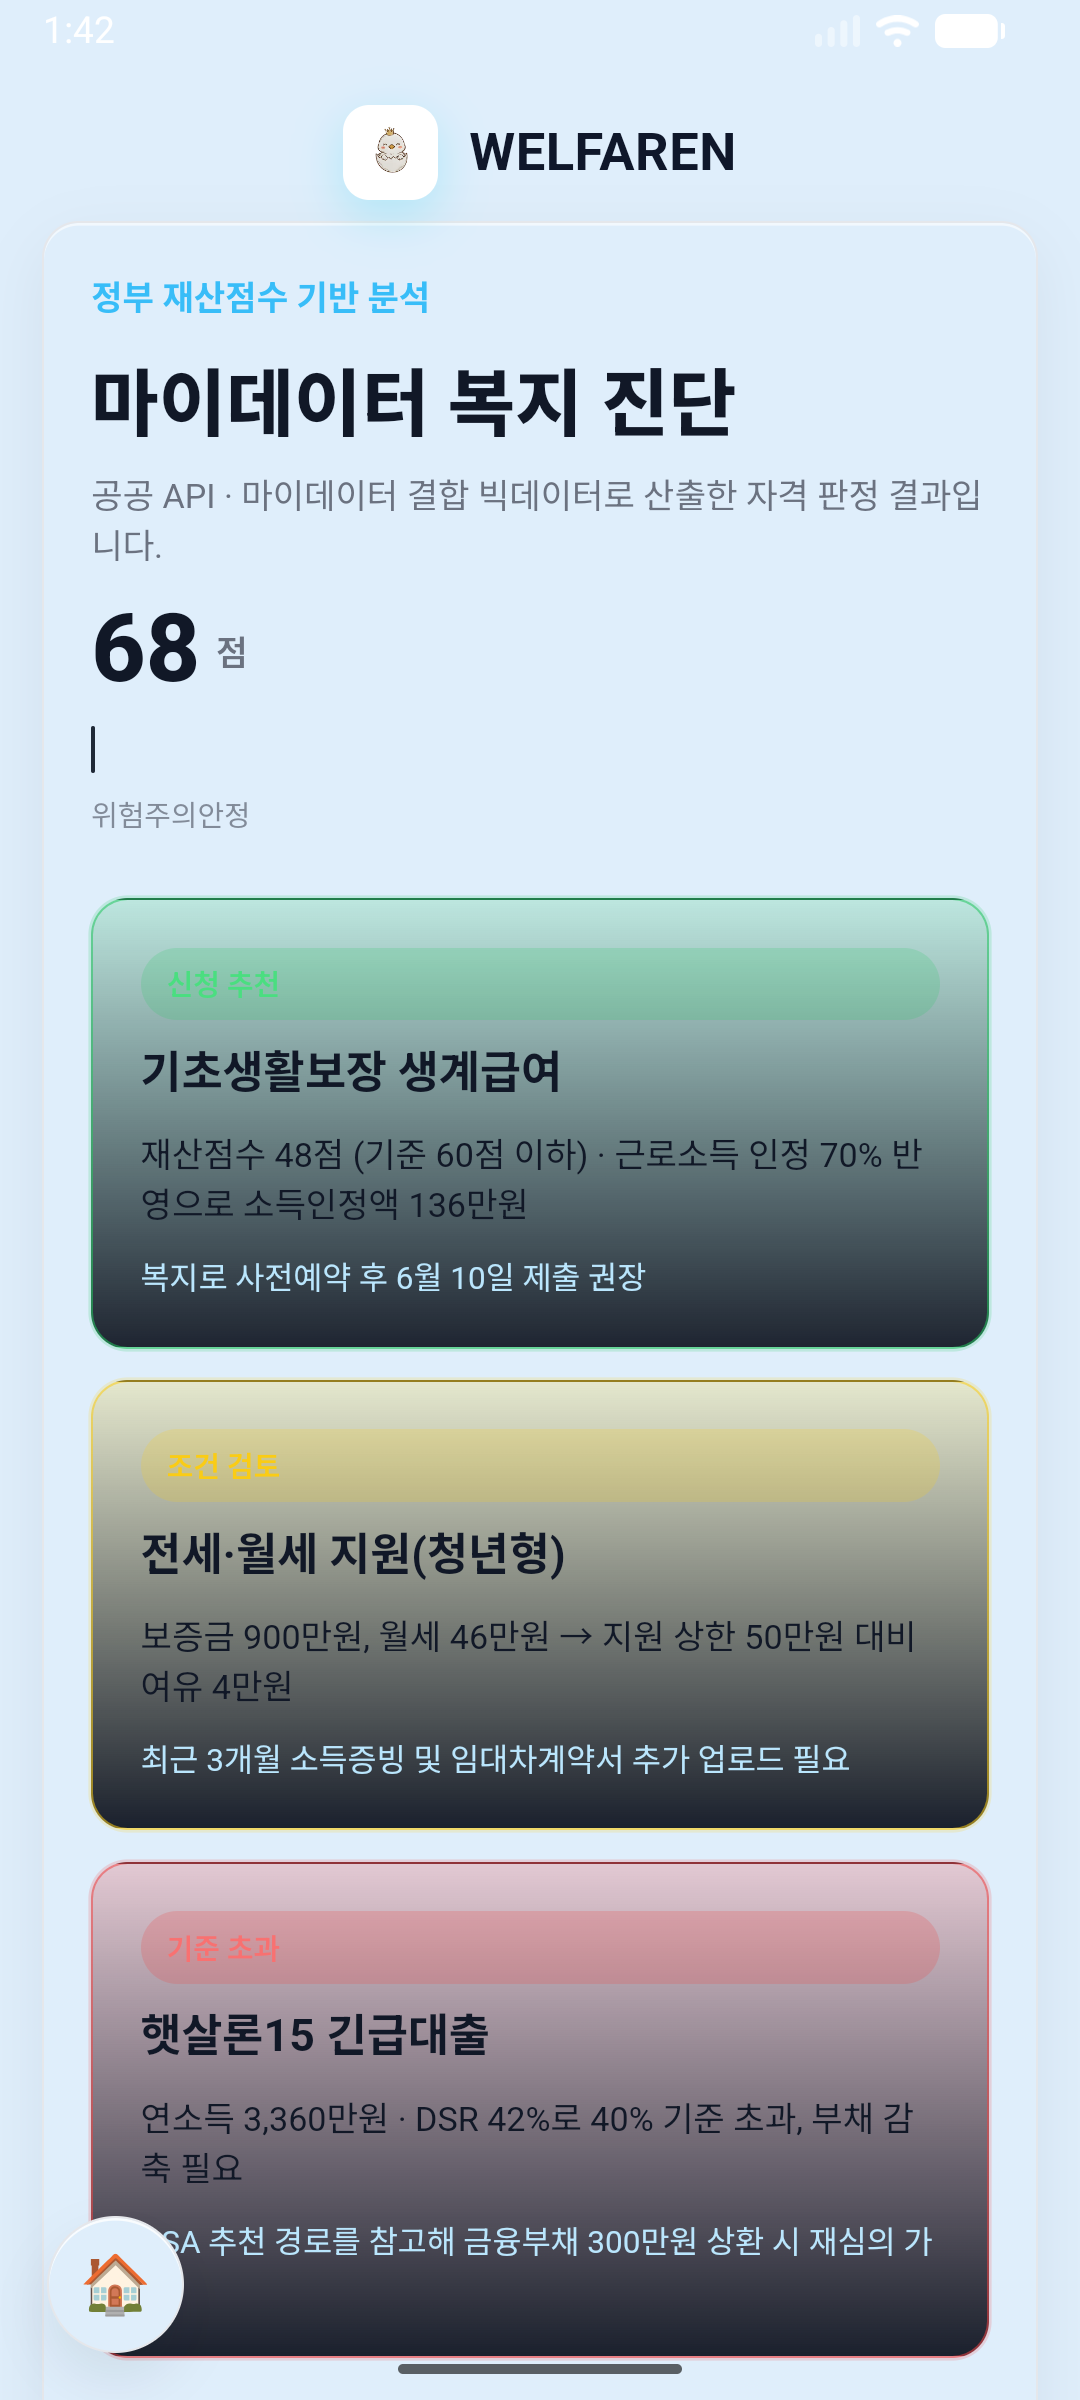 1:42
WELFAREN
정부 재산점수 기반 분석
마이데이터 복지 진단
공공 API · 마이데이터 결합 빅데이터로 산출한 자격 판정 결과입
니다.
68 점
위험주의안정
신청 추천
기초생활보장 생계급여
재산점수 48점 (기준 60점 이하) · 근로소득 인정 70% 반
영으로 소득인정액 136만원
복지로 사전예약 후 6월 10일 제출 권장
조건 검토
전세·월세 지원(청년형)
보증금 900만원, 월세 46만원 → 지원 상한 50만원 대비
여유 4만원
최근 3개월 소득증빙 및 임대차계약서 추가 업로드 필요
기준 초과
햇살론15 긴급대출
연소득 3,360만원 · DSR 42%로 40% 기준 초과, 부채 감
축 필요
추천 경로를 참고해 금융부채 300만원 상환 시 재심의 가